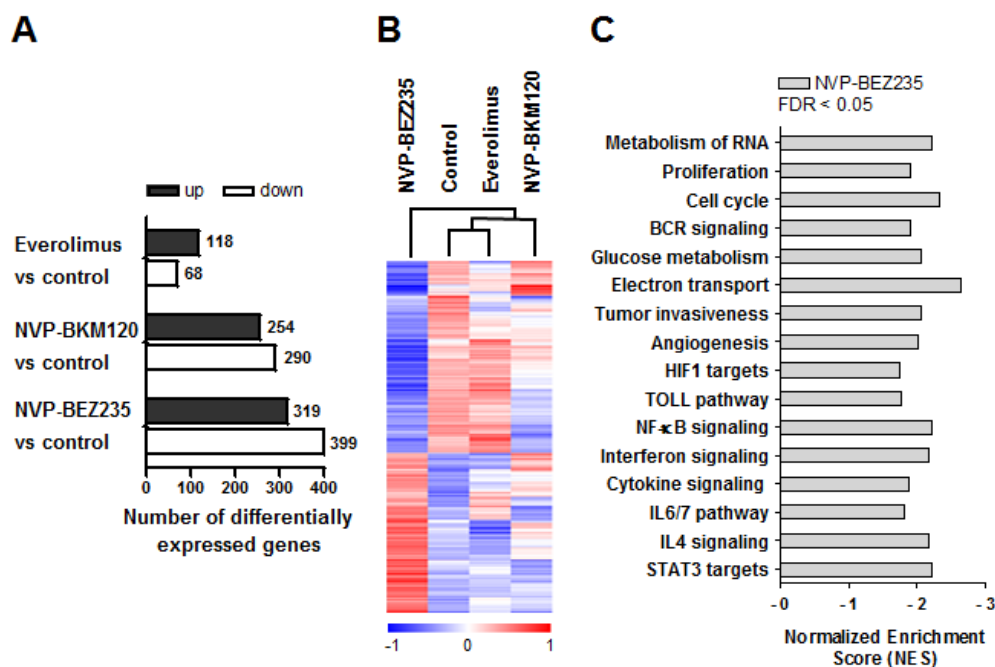 A
up down
Everolimus
vs control
118
68
NVP-BKM120
vs control
254
290
NVP-BEZ235
vs control
319
399
0 100 200 300 400
Number of differentially
expressed genes
B
NVP-BEZ235
Control
Everolimus
NVP-BKM120
-1 0 1
C
NVP-BEZ235
FDR < 0.05
Metabolism of RNA
Proliferation
Cell cycle
BCR signaling
Glucose metabolism
Electron transport
Tumor invasiveness
Angiogenesis
HIF1 targets
TOLL pathway
NF-κB signaling
Interferon signaling
Cytokine signaling
IL6/7 pathway
IL4 signaling
STAT3 targets
- 0 - 1 - 2 - 3
Normalized Enrichment
Score (NES)